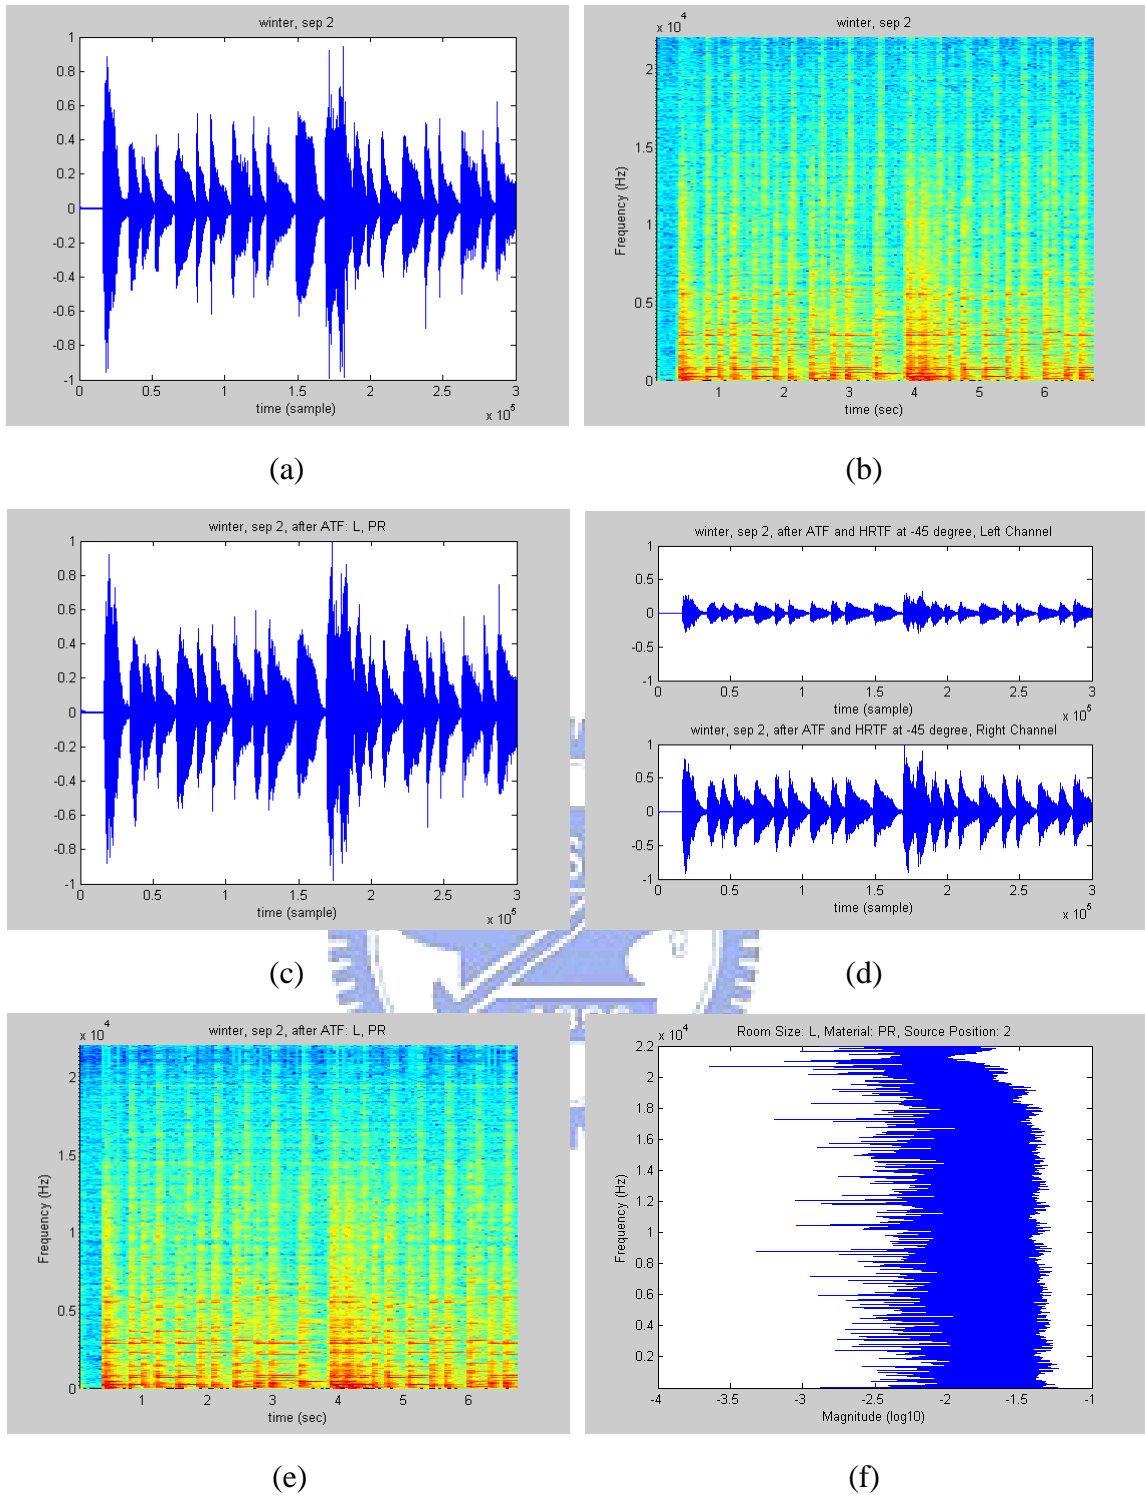 winter, sep 2
1
0.8
0.6
0.4
0.2
0
-0.2
-0.4
-0.6
-0.8
-1
0 0.5 1 1.5 2 2.5 3
x 10^5
time (sample)
(a)
winter, sep 2
x 10^4
2
1.5
1
0.5
0
Frequency (Hz)
1 2 3 4 5 6
time (sec)
(b)
winter, sep 2, after ATF: L, PR
1
0.8
0.6
0.4
0.2
0
-0.2
-0.4
-0.6
-0.8
-1
0 0.5 1 1.5 2 2.5 3
x 10^5
time (sample)
(c)
winter, sep 2, after ATF and HRTF at -45 degree, Left Channel
1
0.5
0
-0.5
-1
0 0.5 1 1.5 2 2.5 3
x 10^5
time (sample)
winter, sep 2, after ATF and HRTF at -45 degree, Right Channel
1
0.5
0
-0.5
-1
0 0.5 1 1.5 2 2.5 3
x 10^5
time (sample)
(d)
winter, sep 2, after ATF: L, PR
x 10^4
2
1.5
1
0.5
0
Frequency (Hz)
1 2 3 4 5 6
time (sec)
(e)
Room Size: L, Material: PR, Source Position: 2
x 10^4
2.2
2
1.8
1.6
1.4
1.2
1
0.8
0.6
0.4
0.2
Frequency (Hz)
-4 -3.5 -3 -2.5 -2 -1.5 -1
Magnitude (log10)
(f)